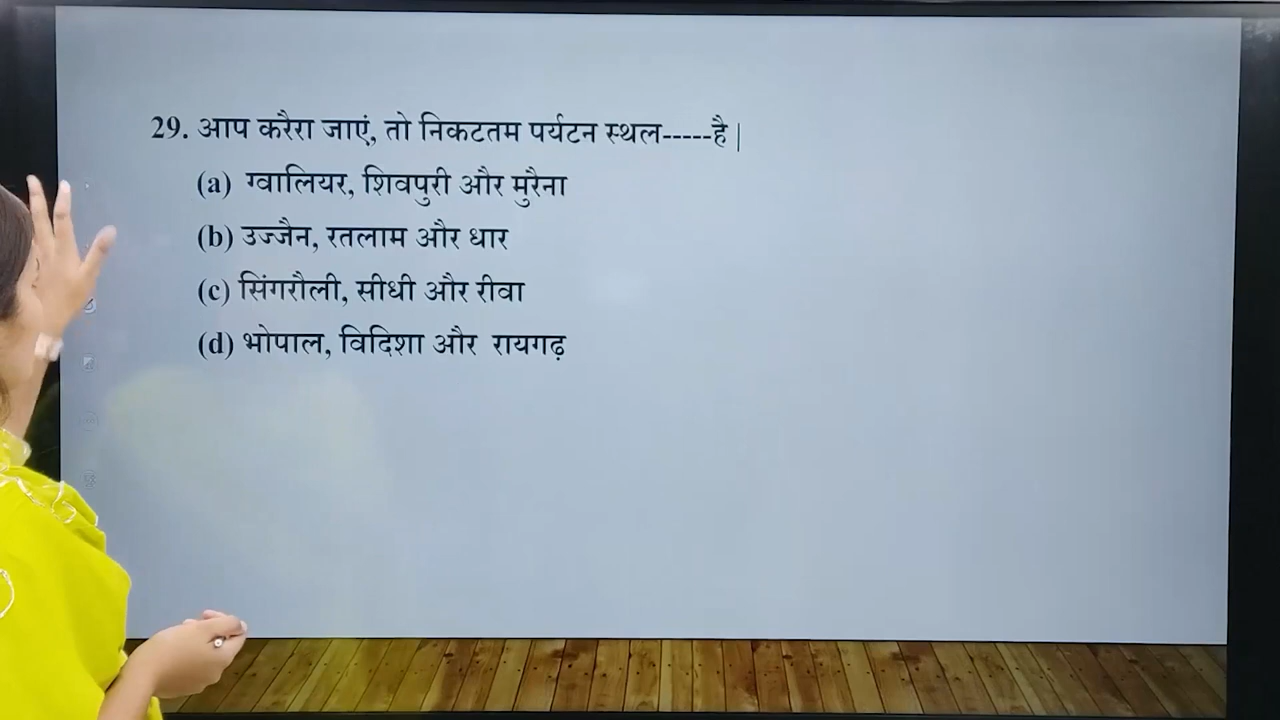 29. आप करैरा जाएं, तो निकटतम पर्यटन स्थल-----है |
(a) ग्वालियर, शिवपुरी और मुरैना
(b) उज्जैन, रतलाम और धार
(c) सिंगरौली, सीधी और रीवा
(d) भोपाल, विदिशा और रायगढ़